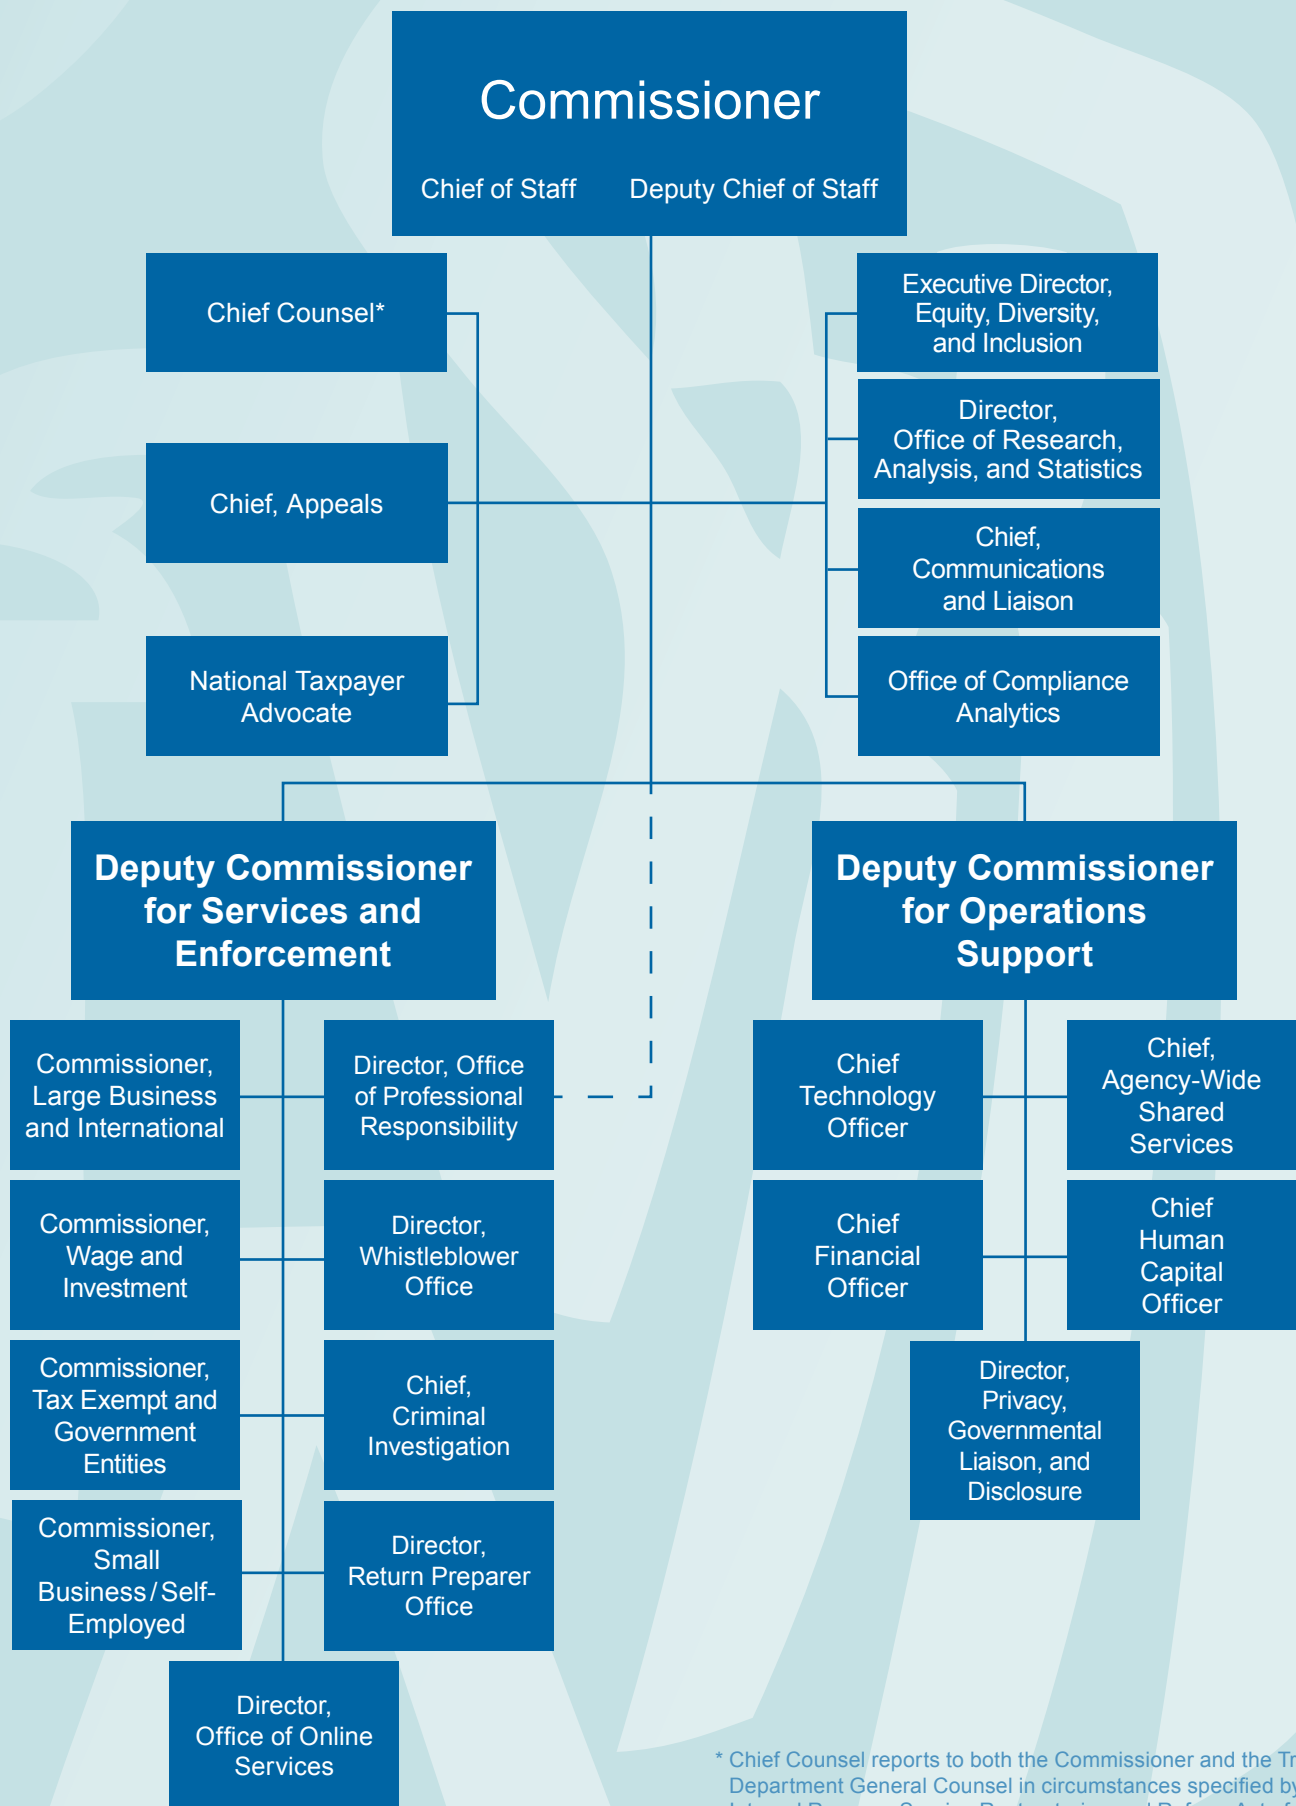 Commissioner
Chief of Staff Deputy Chief of Staff
Chief Counsel*
Chief, Appeals
National Taxpayer
Advocate
Executive Director,
Equity, Diversity,
and Inclusion
Director,
Office of Research,
Analysis, and Statistics
Chief,
Communications
and Liaison
Office of Compliance
Analytics
Deputy Commissioner
for Services and
Enforcement
Deputy Commissioner
for Operations
Support
Commissioner,
Large Business
and International
Director, Office
of Professional
Responsibility
Commissioner,
Wage and
Investment
Director,
Whistleblower
Office
Commissioner,
Tax Exempt and
Government
Entities
Chief,
Criminal
Investigation
Commissioner,
Small
Business/Self-
Employed
Director,
Return Preparer
Office
Director,
Office of Online
Services
Chief
Technology
Officer
Chief,
Agency-Wide
Shared
Services
Chief
Financial
Officer
Chief
Human
Capital
Officer
Director,
Privacy,
Governmental
Liaison, and
Disclosure
* Chief Counsel reports to both the Commissioner and the
Department General Counsel in circumstances specified by